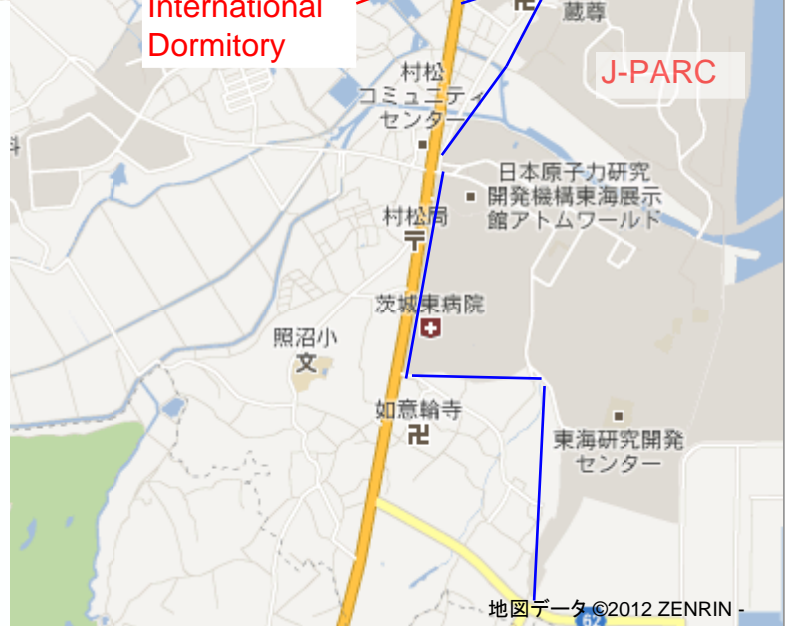 International
Dormitory
蔵尊
J-PARC
村松
コミュニティ
センター
日本原子力研究
開発機構東海展示
館アトムワールド
村松局
茨城東病院
照沼小
文
如意輪寺
東海研究開発
センター
科
地図データ ©2012 ZENRIN -
62